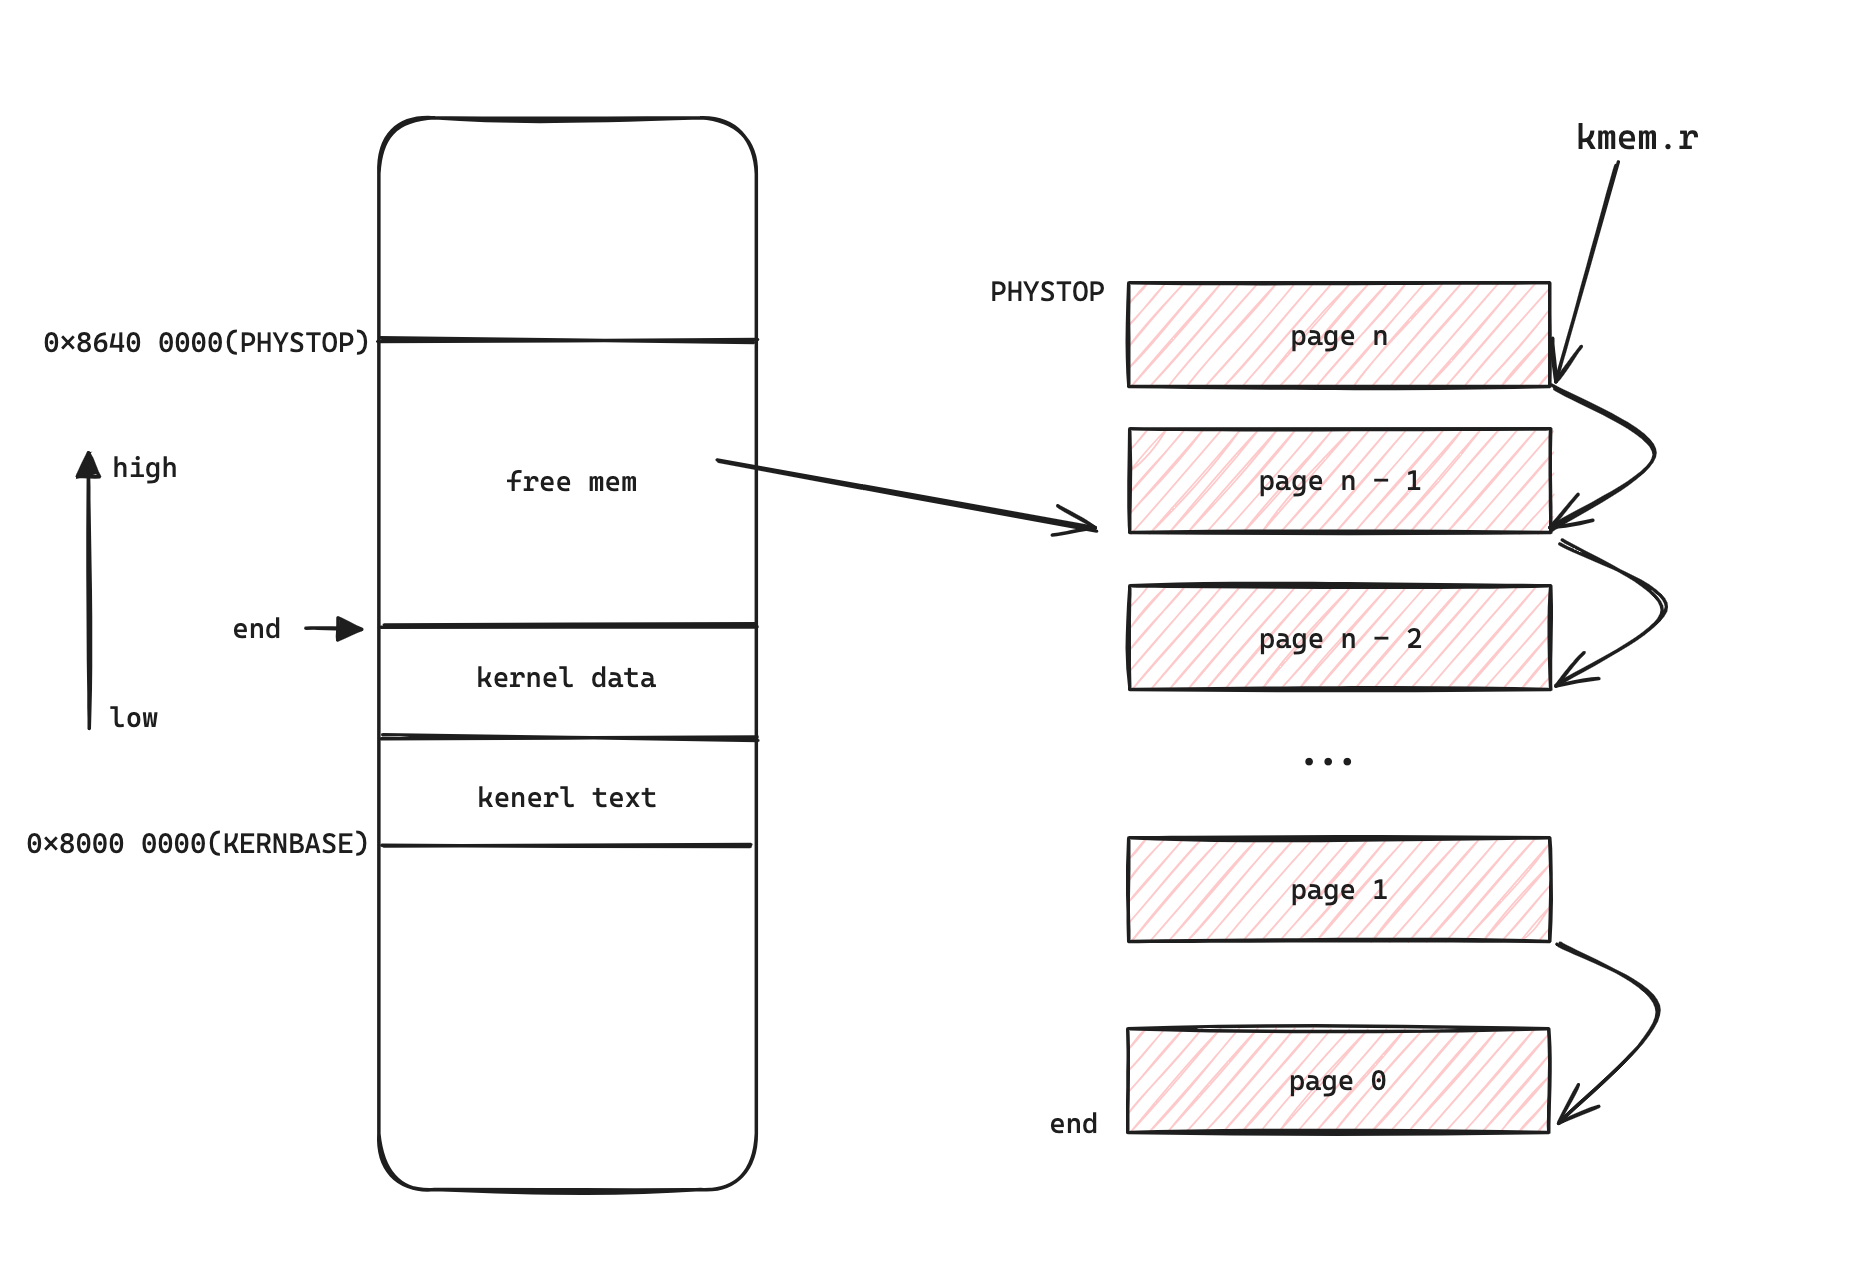 kmem.r
PHYSTOP
page n
0×8640 0000(PHYSTOP)
high
free mem
page n - 1
end
kernel data
page n - 2
low
...
kenerl text
0×8000 0000(KERNBASE)
page 1
page 0
end